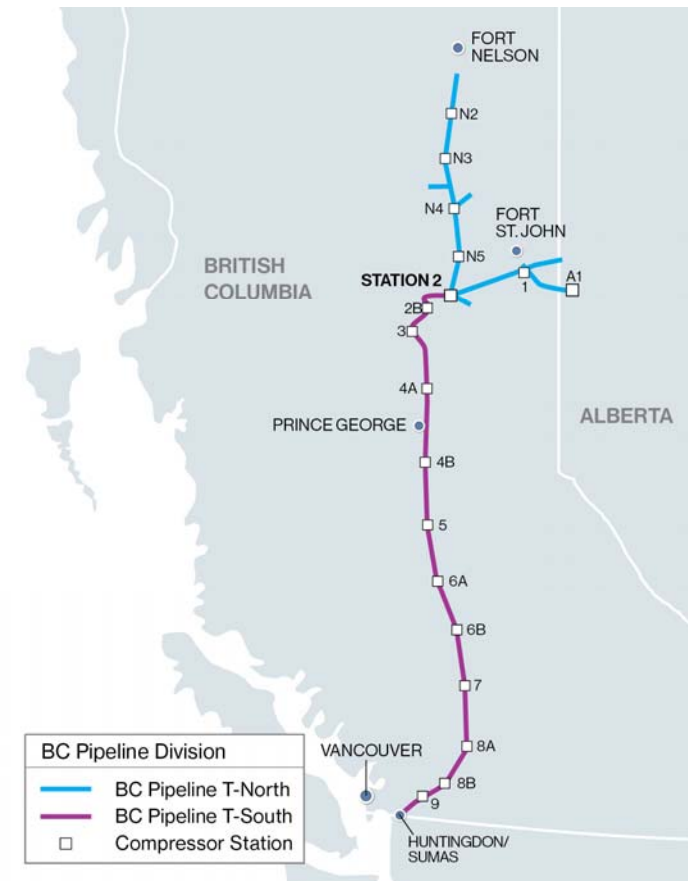 FORT
NELSON
N2
N3
N4
FORT
ST. JOHN
N5
BRITISH
COLUMBIA
STATION 2
A1
1
2B
3
4A
ALBERTA
PRINCE GEORGE
4B
5
6A
6B
7
8A
BC Pipeline Division
VANCOUVER
BC Pipeline T-North
8B
BC Pipeline T-South
9
Compressor Station
HUNTINGDON/
SUMAS